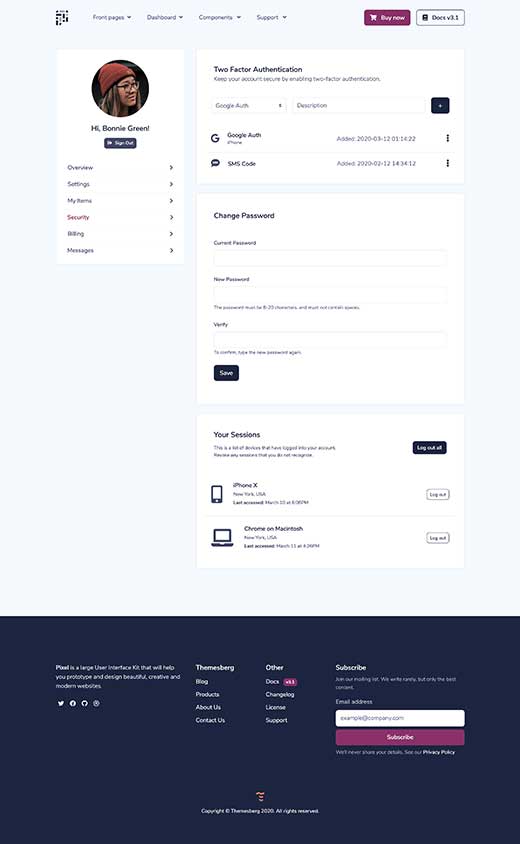 Front pages
Dashboard
Components
Support
Buy now
Docs v3.1
Hi, Bonnie Green!
Sign Out
Overview
Settings
My Items
Security
Billing
Messages
Two Factor Authentication
Keep your account secure by enabling two-factor authentication.
Google Auth
Description
+
Google Auth
iPhone
Added: 2020-03-12 01:14:22
SMS Code
Added: 2020-02-12 14:34:12
Change Password
Current Password
New Password
The password must be 8-20 characters, and must not contain spaces.
Verify
To confirm, type the new password again.
Save
Your Sessions
This is a list of devices that have logged into your account.
Revoke any sessions that you do not recognize.
Log out all
iPhone X
New York, USA
Last accessed: March 10 at 6:06PM
Log out
Chrome on Macintosh
New York, USA
Last accessed: March 11 at 4:26PM
Log out
Pixel is a large User Interface Kit that will help
you prototype and design beautiful, creative and
modern websites.
Themesberg
Blog
Products
About Us
Contact Us
Other
Docs v3.1
Changelog
License
Support
Subscribe
Join our mailing list. We write rarely, but only the best
content.
Email address
example@company.com
Subscribe
We'll never share your details. See our Privacy Policy
Copyright © Themesberg 2020. All rights reserved.